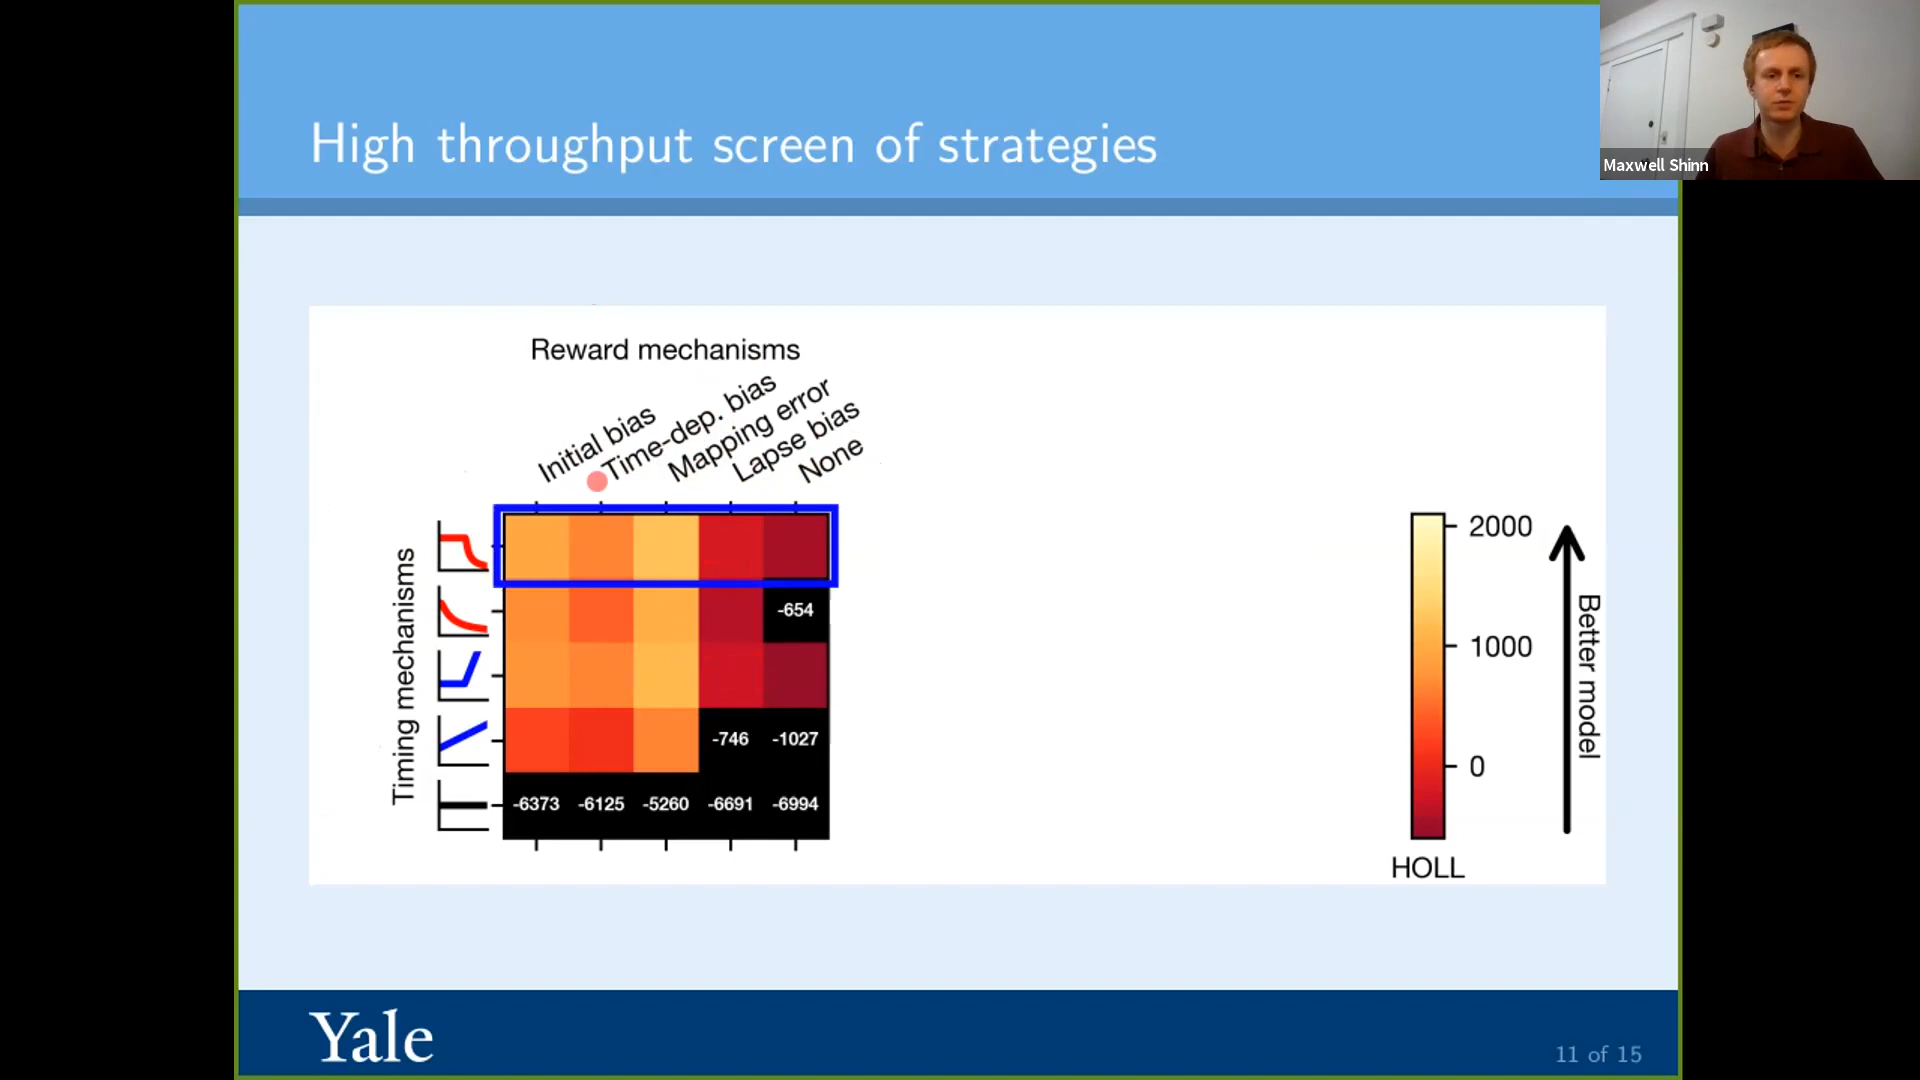 High throughput screen of strategies
Maxwell Shinn
Reward mechanisms
Initial bias
Time-dep. bias
Mapping error
Lapse bias
None
Timing mechanisms
-654
-746 -1027
-6373 -6125 -5260 -6691 -6994
2000
1000
0
HOLL
Better model
Yale
11 of 15